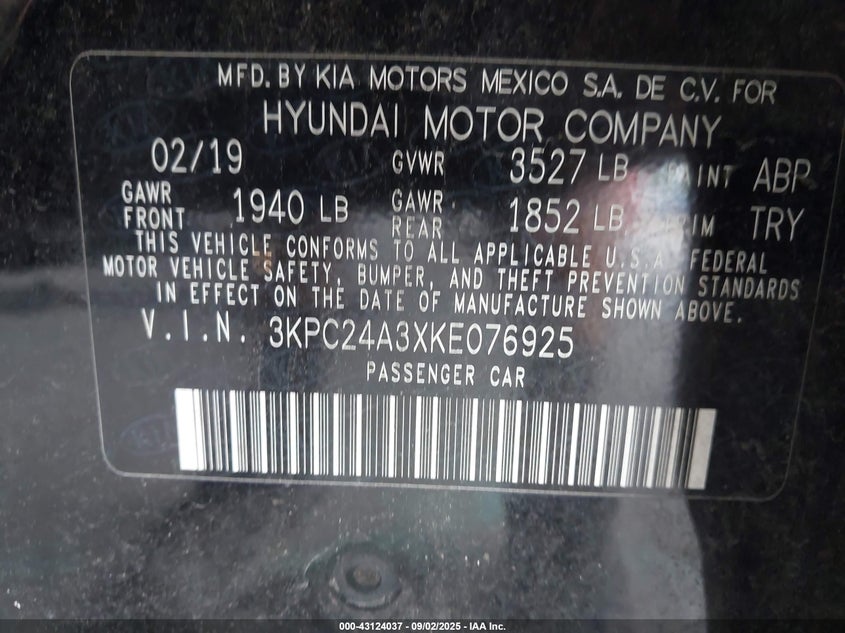 MFD. BY KIA MOTORS MEXICO S.A. DE C.V. FOR
HYUNDAI MOTOR COMPANY
02/19 GVWR 3527 LB PAINT ABP
GAWR FRONT 1940 LB GAWR REAR 1852 LB TRIM TRY
THIS VEHICLE CONFORMS TO ALL APPLICABLE U.S.A. FEDERAL
MOTOR VEHICLE SAFETY, BUMPER, AND THEFT PREVENTION STANDARDS
IN EFFECT ON THE DATE OF MANUFACTURE SHOWN ABOVE.
V.I.N. 3KPC24A3XKE076925
PASSENGER CAR
000-43124037 - 09/02/2025 - IAA Inc.